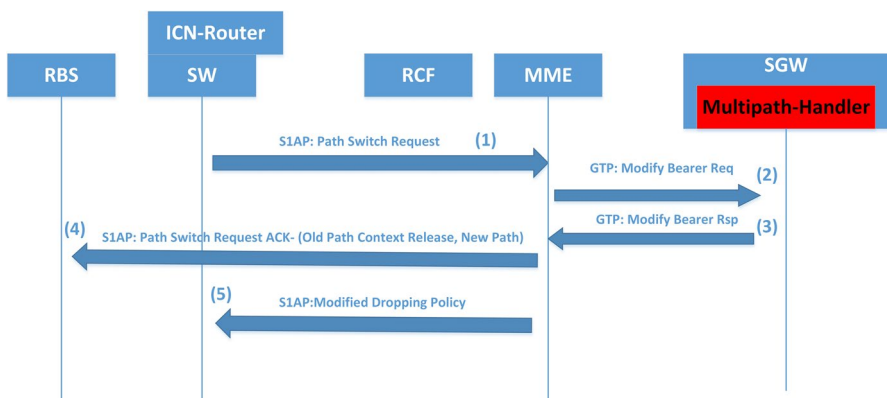 ICN-Router
RBS
SW
RCF
MME
SGW
Multipath-Handler
S1AP: Path Switch Request (1)
GTP: Modify Bearer Req (2)
GTP: Modify Bearer Rsp (3)
(4) S1AP: Path Switch Request ACK- (Old Path Context Release, New Path)
(5) S1AP:Modified Dropping Policy